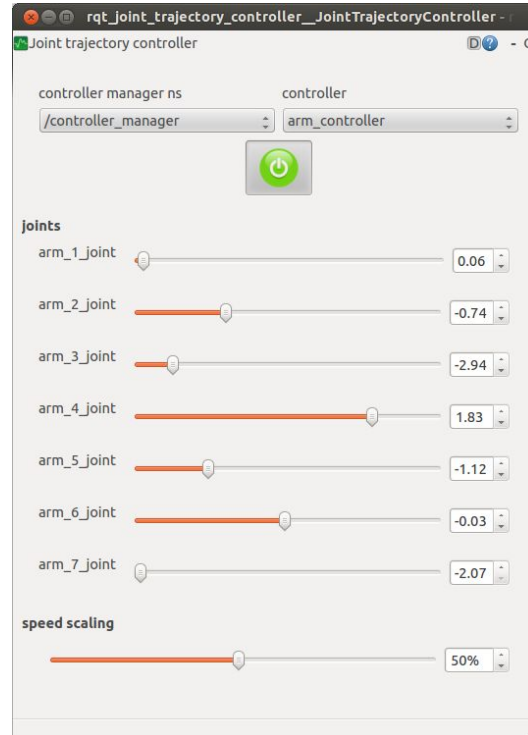 rqt_joint_trajectory_controller__JointTrajectoryController - r
Joint trajectory controller D ? - 
controller manager ns controller
/controller_manager arm_controller
joints
arm_1_joint 0.06
arm_2_joint -0.74
arm_3_joint -2.94
arm_4_joint 1.83
arm_5_joint -1.12
arm_6_joint -0.03
arm_7_joint -2.07
speed scaling
50%